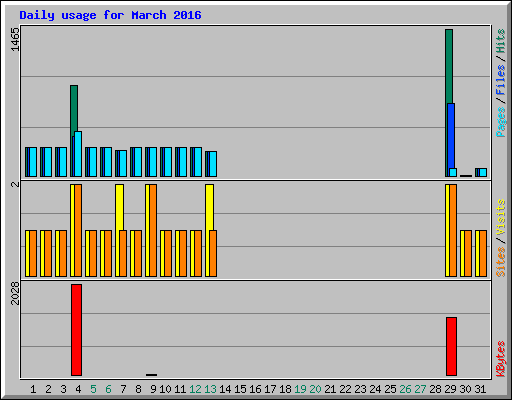 Daily usage for March 2016
1465
2
2028
Pages / Files / Hits
Sites / Visits
KBytes
1 2 3 4 5 6 7 8 9 10 11 12 13 14 15 16 17 18 19 20 21 22 23 24 25 26 27 28 29 30 31